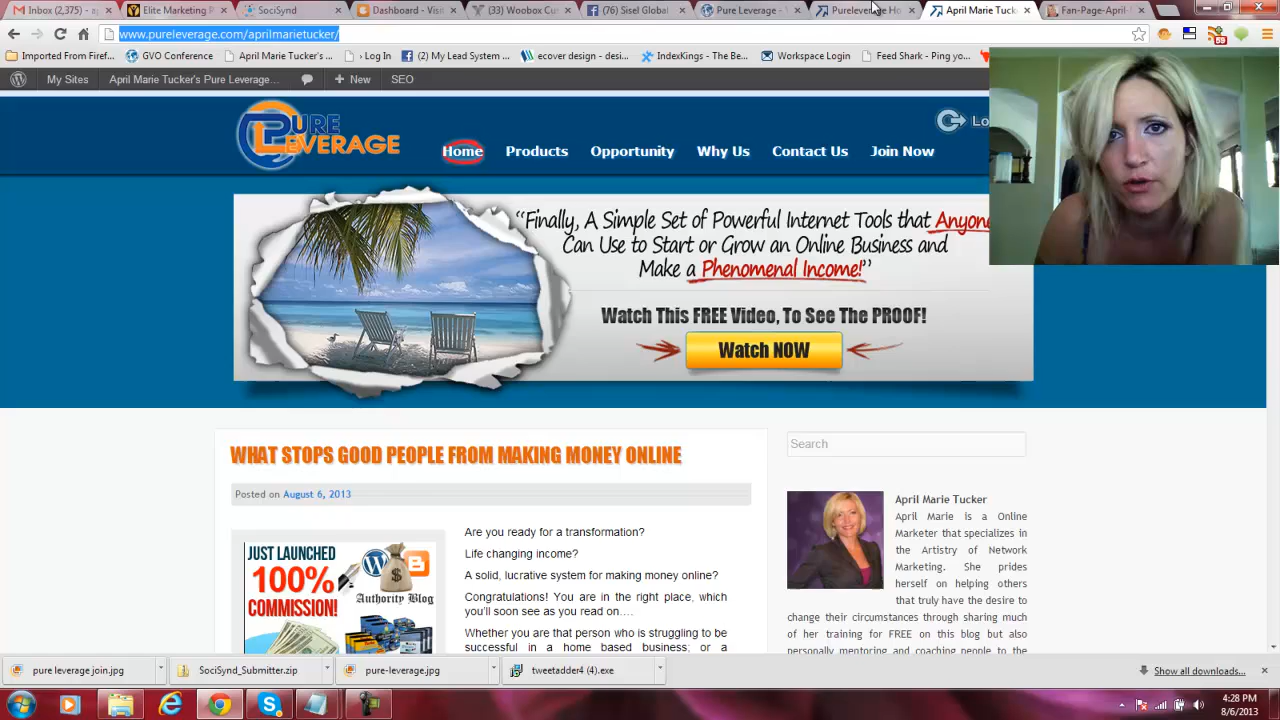 Inbox (2,375) - ap
Elite Marketing
SociSynd
Dashboard - Visit
(33) Woobox Cus
(76) Sisel Global
Pure Leverage -
Pureleverage Ho
April Marie Tucke
Fan-Page-April-M
www.pureleverage.com/aprilmarietucker/
Imported From Firef...
GVO Conference
April Marie Tucker's...
› Log In
(2) My Lead System ...
ecover design - desi...
IndexKings - The Be...
Workspace Login
Feed Shark - Ping yo...
My Sites
April Marie Tucker's Pure Leverage...
New
SEO
PURE
LEVERAGE
Home
Products
Opportunity
Why Us
Contact Us
Join Now
Lo
“Finally, A Simple Set of Powerful Internet Tools that Anyone
Can Use to Start or Grow an Online Business and
Make a Phenomenal Income!”
Watch This FREE Video, To See The PROOF!
Watch NOW
WHAT STOPS GOOD PEOPLE FROM MAKING MONEY ONLINE
Posted on August 6, 2013
JUST LAUNCHED
100%
COMMISSION!
Authority Blog
Are you ready for a transformation?
Life changing income?
A solid, lucrative system for making money online?
Congratulations! You are in the right place, which
you’ll soon see as you read on….
Whether you are that person who is struggling to be
successful in a home based business; or a
Search
April Marie Tucker
April Marie is a Online
Marketer that specializes in
the Artistry of Network
Marketing. She prides
herself on helping others
that truly have the desire to
change their circumstances through sharing much
of her training for FREE on this blog but also
personally mentoring and coaching people to the
pure leverage join.jpg
SociSynd_Submitter.zip
pure-leverage.jpg
tweetadder4 (4).exe
Show all downloads...
4:28 PM
8/6/2013